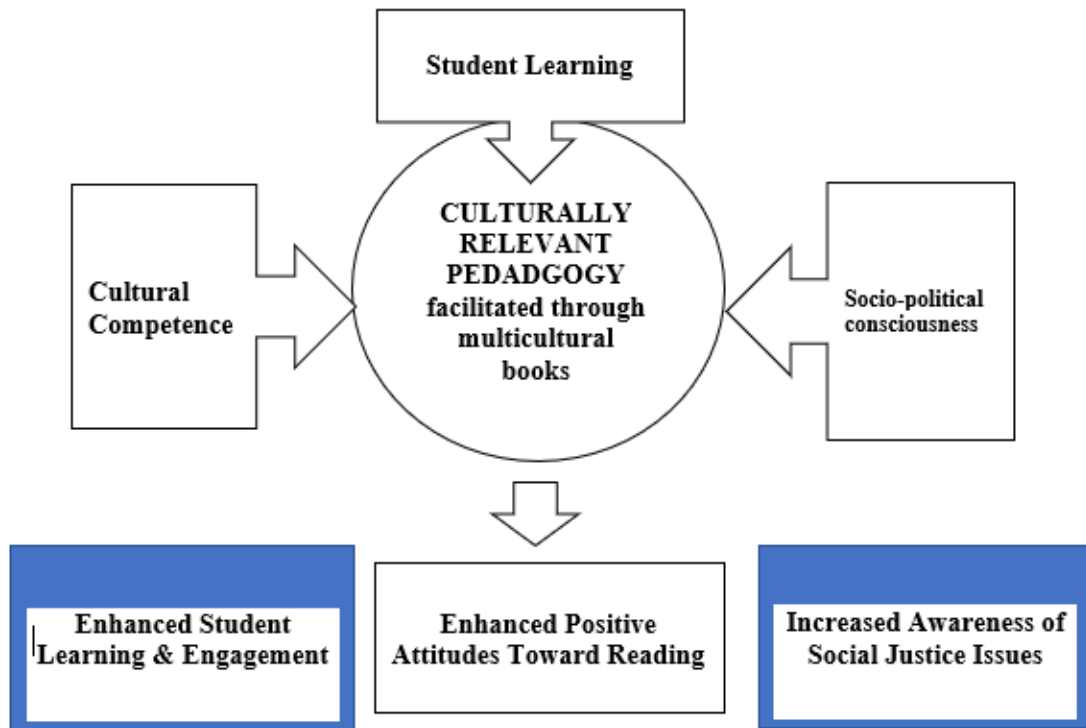 Student Learning
CULTURALLY
RELEVANT
PEDADGOGY
facilitated through
multicultural
books
Cultural
Competence
Socio-political
consciousness
Enhanced Student
Learning & Engagement
Enhanced Positive
Attitudes Toward Reading
Increased Awareness of
Social Justice Issues